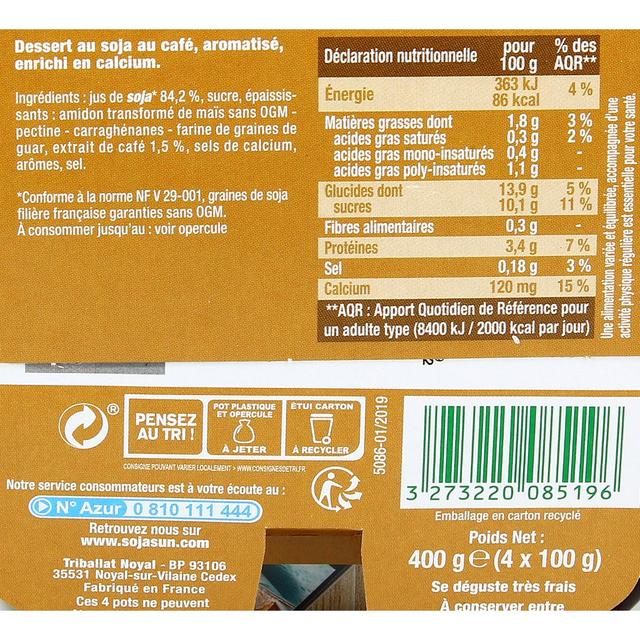 Dessert au soja au café, aromatisé,
enrichi en calcium.
Ingrédients : jus de soja* 84,2 %, sucre, épaissis-
sants : amidon transformé de maïs sans OGM -
pectine - carraghénanes - farine de graines de
guar, extrait de café 1,5 %, sels de calcium,
arômes, sel.
*Conforme à la norme NF V 29-001, graines de soja
filière française garanties sans OGM.
À consommer jusqu'au : voir opercule
Déclaration nutritionnelle pour 100 g % des AQR**
Énergie 363 kJ 86 kcal 4 %
Matières grasses dont 1,8 g 3 %
acides gras saturés 0,3 g 2 %
acides gras mono-insaturés 0,4 g -
acides gras poly-insaturés 1,1 g -
Glucides dont 13,9 g 5 %
sucres 10,1 g 11 %
Fibres alimentaires 0,3 g -
Protéines 3,4 g 7 %
Sel 0,18 g 3 %
Calcium 120 mg 15 %
**AQR : Apport Quotidien de Référence pour
un adulte type (8400 kJ / 2000 kcal par jour)
Une alimentation variée et équilibrée, accompagnée d'une
activité physique régulière est essentielle pour votre santé.
®
PENSEZ
AU TRI !
POT PLASTIQUE
ET OPERCULE
À JETER
ÉTUI CARTON
À RECYCLER
CONSIGNE POUVANT VARIER LOCALEMENT > WWW.CONSIGNESDETRI.FR
5086-01/2019
Notre service consommateurs est à votre écoute au :
N° Azur 0 810 111 444
Retrouvez nous sur
www.sojasun.com
Triballat Noyal - BP 93106
35531 Noyal-sur-Vilaine Cedex
Fabriqué en France
Ces 4 pots ne peuvent
3 273220 085196
Emballage en carton recyclé
Poids Net :
400 g e (4 x 100 g)
Se déguste très frais
À conserver entre